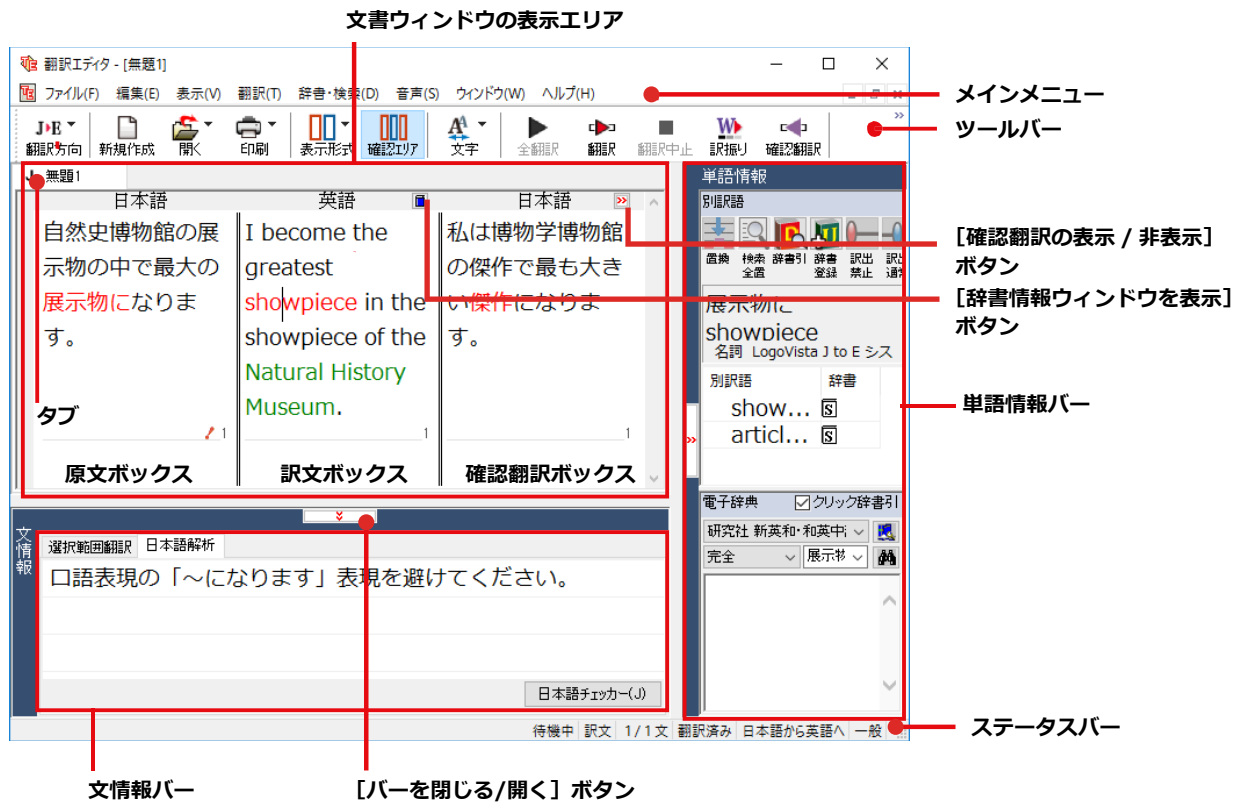 文書ウィンドウの表示エリア
翻訳エディタ - [無題1]
ファイル(F) 編集(E) 表示(V) 翻訳(T) 辞書・検索(D) 音声(S) ウィンドウ(W) ヘルプ(H)
メインメニュー
ツールバー
翻訳方向 新規作成 開く 印刷 表示形式 確認エリア 文字 全翻訳 翻訳 翻訳中止 訳振り 確認翻訳
無題1
日本語 英語 日本語
自然史博物館の展
示物の中で最大の
展示物になりま
す。
1
I become the
greatest
showpiece in the
showpiece of the
Natural History
Museum.
1
私は博物学博物館
の傑作で最も大き
い傑作になりま
す。
1
タブ
原文ボックス 訳文ボックス 確認翻訳ボックス
単語情報
別訳語
置換 検索全置 辞書引 辞書登録 訳出禁止
展示物に
showpiece
名詞 LogoVista J to E シス
別訳語 辞書
show... S
articl... S
[確認翻訳の表示 / 非表示]
ボタン
[辞書情報ウィンドウを表示]
ボタン
単語情報バー
電子辞典 クリック辞書引
研究社 新英和・和英中
完全 展示物
文情報
選択範囲翻訳 日本語解析
口語表現の「～になります」表現を避けてください。
日本語チェッカー(J)
待機中 訳文 1/1文 翻訳済み 日本語から英語へ 一般
ステータスバー
文情報バー
[バーを閉じる/開く] ボタン